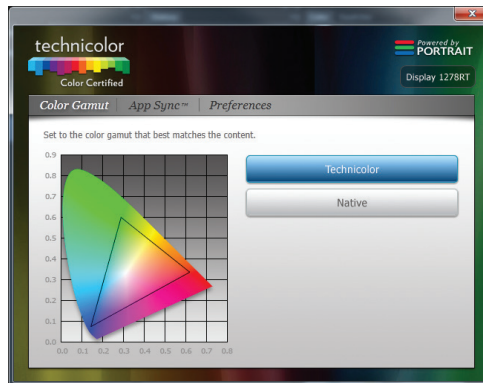 technicolor
Color Certified
Powered by
PORTRAIT
Display 1278RT
Color Gamut App Sync™ Preferences
Set to the color gamut that best matches the content.
Technicolor
Native
0.9
0.8
0.7
0.6
0.5
0.4
0.3
0.2
0.1
0.0
0.0 0.1 0.2 0.3 0.4 0.5 0.6 0.7 0.8